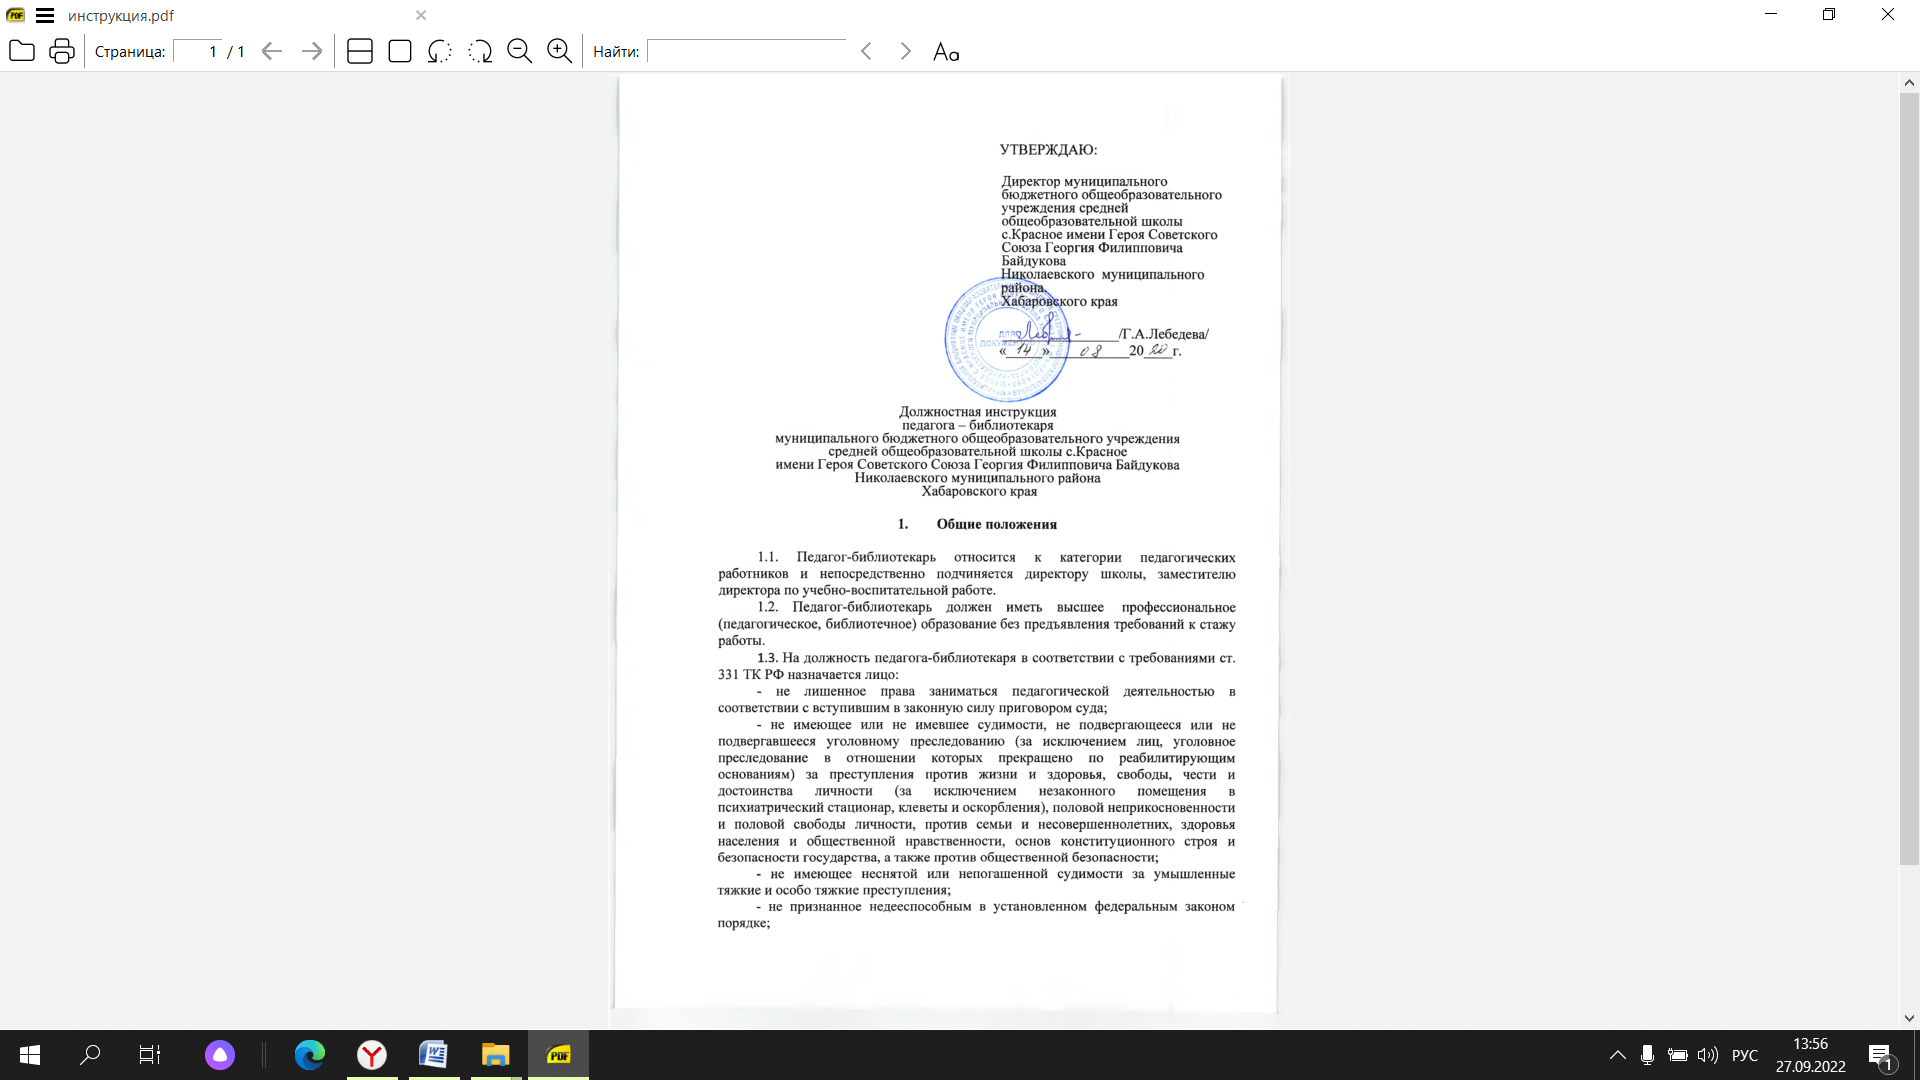 инструкция.pdf
Страница: 1 / 1 Найти: Aa
УТВЕРЖДАЮ:
Директор муниципального
бюджетного общеобразовательного
учреждения средней
общеобразовательной школы
с.Красное имени Героя Советского
Союза Георгия Филипповича
Байдукова
Николаевского муниципального
района.
Хабаровского края
/Г.А.Лебедева/
«14» 08 2020г.
ДЛЯ
ДОКУМЕНТОВ
Должностная инструкция
педагога – библиотекаря
муниципального бюджетного общеобразовательного учреждения
средней общеобразовательной школы с.Красное
имени Героя Советского Союза Георгия Филипповича Байдукова
Николаевского муниципального района
Хабаровского края
1. Общие положения
1.1. Педагог-библиотекарь относится к категории педагогических
работников и непосредственно подчиняется директору школы, заместителю
директора по учебно-воспитательной работе.
1.2. Педагог-библиотекарь должен иметь высшее профессиональное
(педагогическое, библиотечное) образование без предъявления требований к стажу
работы.
1.3. На должность педагога-библиотекаря в соответствии с требованиями ст.
331 ТК РФ назначается лицо:
- не лишенное права заниматься педагогической деятельностью в
соответствии с вступившим в законную силу приговором суда;
- не имеющее или не имевшее судимости, не подвергающееся или не
подвергавшееся уголовному преследованию (за исключением лиц, уголовное
преследование в отношении которых прекращено по реабилитирующим
основаниям) за преступления против жизни и здоровья, свободы, чести и
достоинства личности (за исключением незаконного помещения в
психиатрический стационар, клеветы и оскорбления), половой неприкосновенности
и половой свободы личности, против семьи и несовершеннолетних, здоровья
населения и общественной нравственности, основ конституционного строя и
безопасности государства, а также против общественной безопасности;
- не имеющее неснятой или непогашенной судимости за умышленные
тяжкие и особо тяжкие преступления;
- не признанное недееспособным в установленном федеральным законом
порядке;
PDF
РУС
13:56
27.09.2022
1